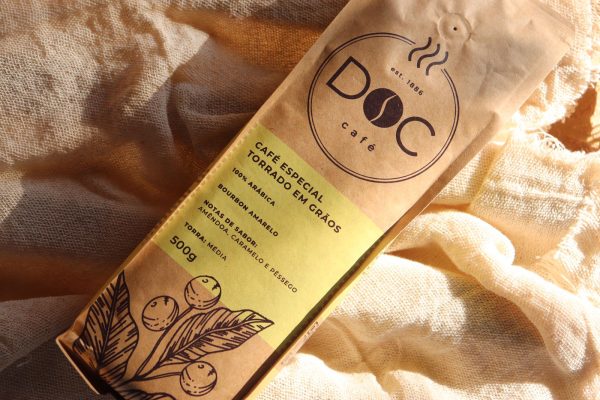 est. 1886
DOC
café
CAFÉ ESPECIAL
TORRADO EM GRÃOS
100% ARÁBICA
BOURBON AMARELO
NOTAS DE SABOR:
AMÊNDOA, CARAMELO E PÊSSEGO
TORRA: MÉDIA
500g